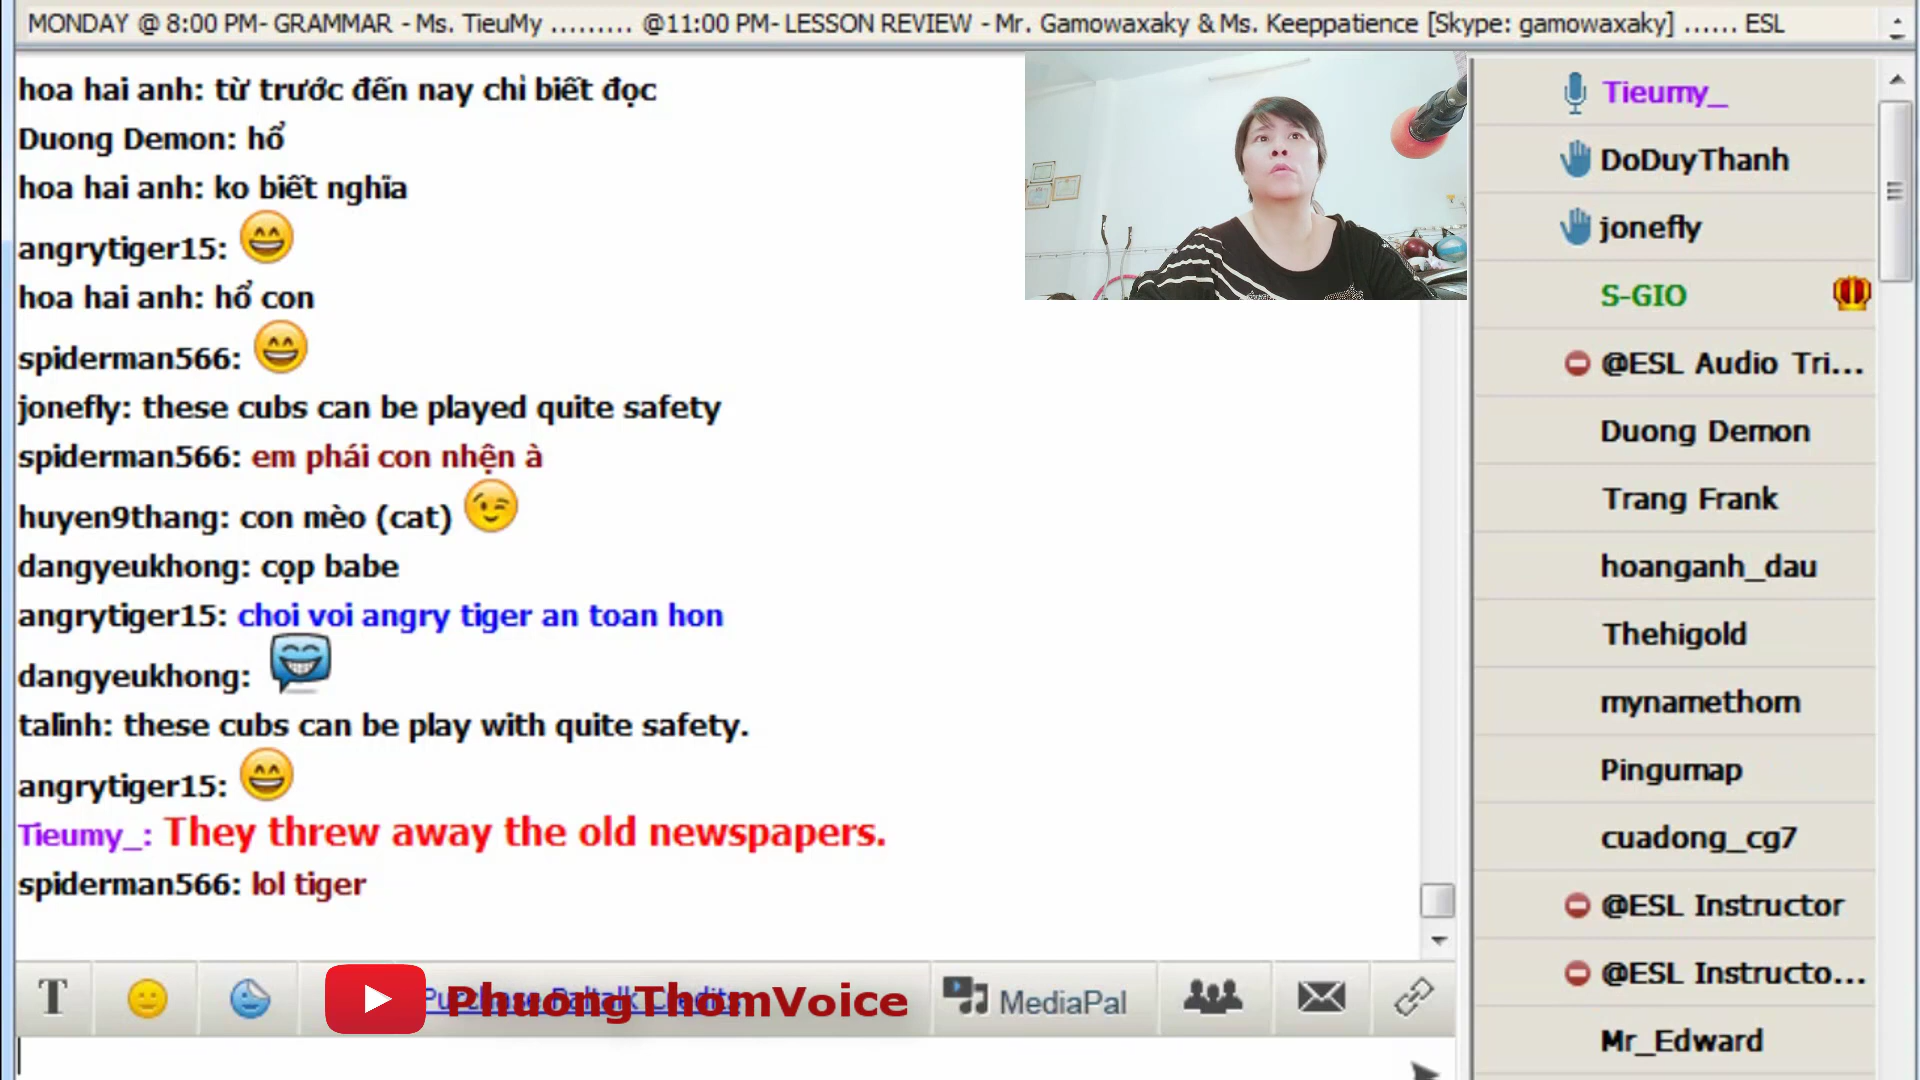 MONDAY @ 8:00 PM- GRAMMAR - Ms. TieuMy ......... @11:00 PM- LESSON REVIEW - Mr. Gamowaxaky & Ms. Keeppatience [Skype: gamowaxaky] ...... ESL
hoa hai anh: từ trước đến nay chỉ biết đọc
Duong Demon: hổ
hoa hai anh: ko biết nghĩa
angrytiger15:
hoa hai anh: hổ con
spiderman566:
jonefly: these cubs can be played quite safety
spiderman566: em phái con nhện à
huyen9thang: con mèo (cat)
dangyeukhong: cọp babe
angrytiger15: choi voi angry tiger an toan hon
dangyeukhong:
talinh: these cubs can be play with quite safety.
angrytiger15:
Tieumy_: They threw away the old newspapers.
spiderman566: lol tiger
Tieumy_
DoDuyThanh
jonefly
S-GIO
@ESL Audio Tri...
Duong Demon
Trang Frank
hoanganh_dau
Thehigold
mynamethom
Pingumap
cuadong_cg7
@ESL Instructor
@ESL Instructo...
Mr_Edward
T
Purchase Paltalk Credits
PhuongThomVoice
MediaPal